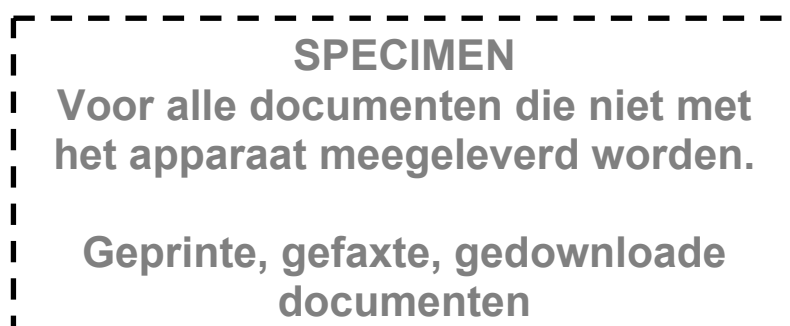 SPECIMEN
Voor alle documenten die niet met
het apparaat meegeleverd worden.
Geprinte, gefaxte, gedownloade
documenten